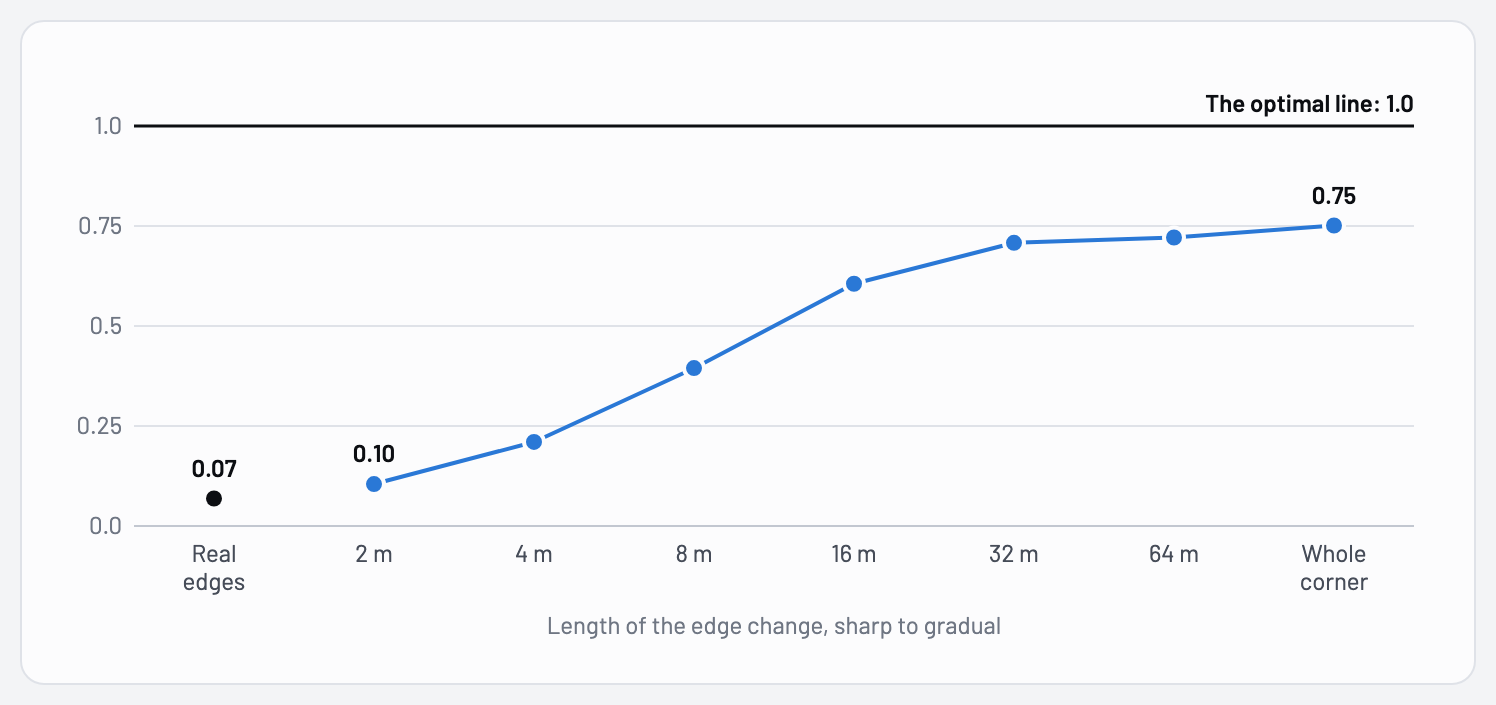 The optimal line: 1.0
1.0
0.75
0.75
0.5
0.25
0.10
0.07
0.0
Real
edges
2 m
4 m
8 m
16 m
32 m
64 m
Whole
corner
Length of the edge change, sharp to gradual